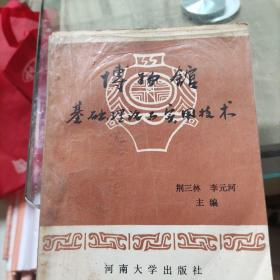 博物馆
基础理论与实用技术
荆三林 李元河
主编
河南大学出版社